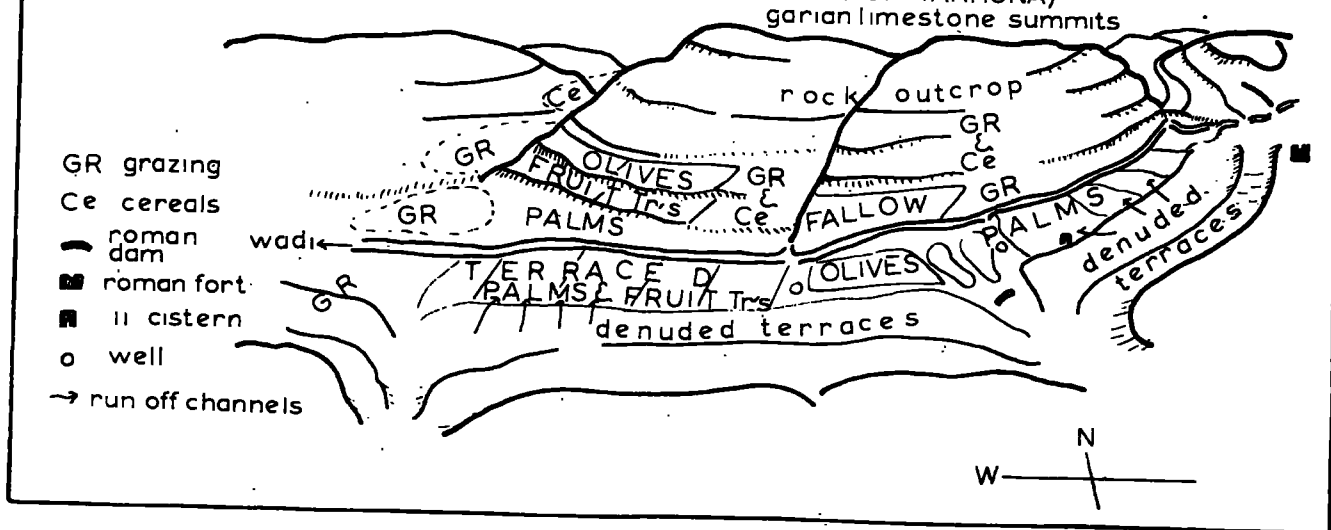 garian limestone summits
rock outcrop
Ce
GR
&
Ce
GR
OLIVES
FRUIT Tr's
GR
&
Ce
GR
GR
PALMS
FALLOW
PALMS
denuded terraces
wadi
TERRACED
PALMS & FRUIT Tr's
OLIVES
GR
denuded terraces
GR grazing
Ce cereals
roman dam
roman fort
" cistern
o well
→ run off channels
N
W